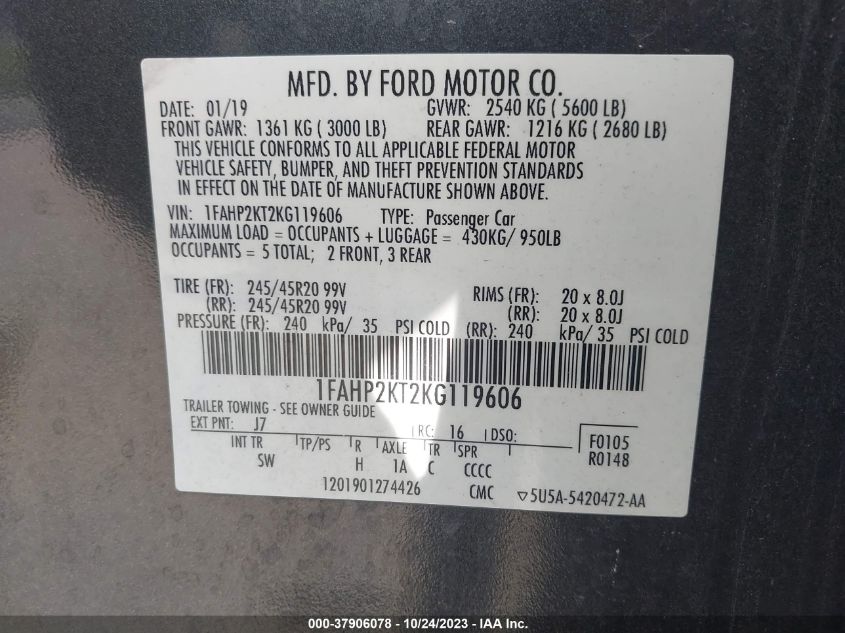 MFD. BY FORD MOTOR CO.
DATE: 01/19 GVWR: 2540 KG ( 5600 LB)
FRONT GAWR: 1361 KG ( 3000 LB) REAR GAWR: 1216 KG ( 2680 LB)
THIS VEHICLE CONFORMS TO ALL APPLICABLE FEDERAL MOTOR
VEHICLE SAFETY, BUMPER, AND THEFT PREVENTION STANDARDS
IN EFFECT ON THE DATE OF MANUFACTURE SHOWN ABOVE.
VIN: 1FAHP2KT2KG119606 TYPE: Passenger Car
MAXIMUM LOAD = OCCUPANTS + LUGGAGE = 430KG/ 950LB
OCCUPANTS = 5 TOTAL; 2 FRONT, 3 REAR
TIRE (FR): 245/45R20 99V RIMS (FR): 20 x 8.0J
(RR): 245/45R20 99V (RR): 20 x 8.0J
PRESSURE (FR): 240 kPa/ 35 PSI COLD (RR): 240 kPa/ 35 PSI COLD
1FAHP2KT2KG119606
TRAILER TOWING - SEE OWNER GUIDE
EXT PNT: J7 RC: 16 DSO: F0105
INT TR TP/PS R AXLE TR SPR R0148
SW H 1A C CCCC
1201901274426 CMC ▽5U5A-5420472-AA
000-37906078 - 10/24/2023 - IAA Inc.